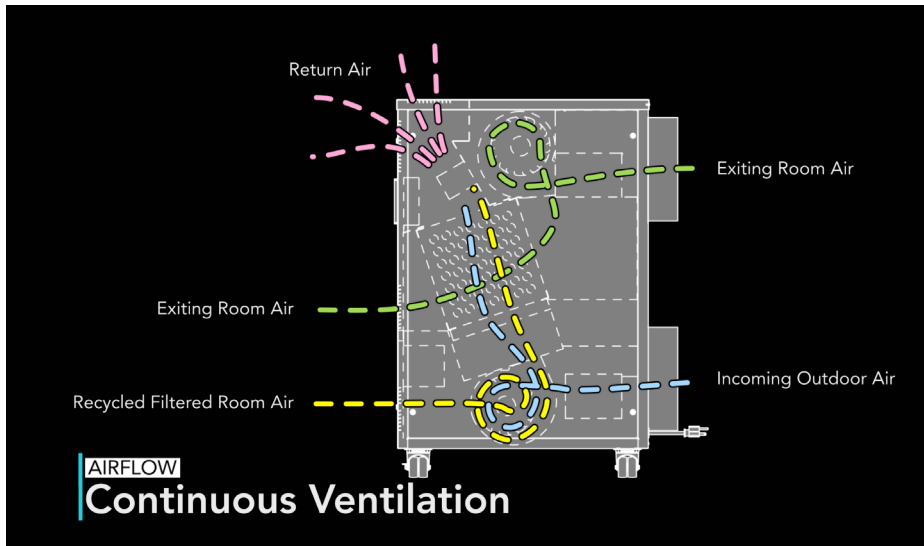 Return Air
Exiting Room Air
Exiting Room Air
Incoming Outdoor Air
Recycled Filtered Room Air
AIRFLOW
Continuous Ventilation